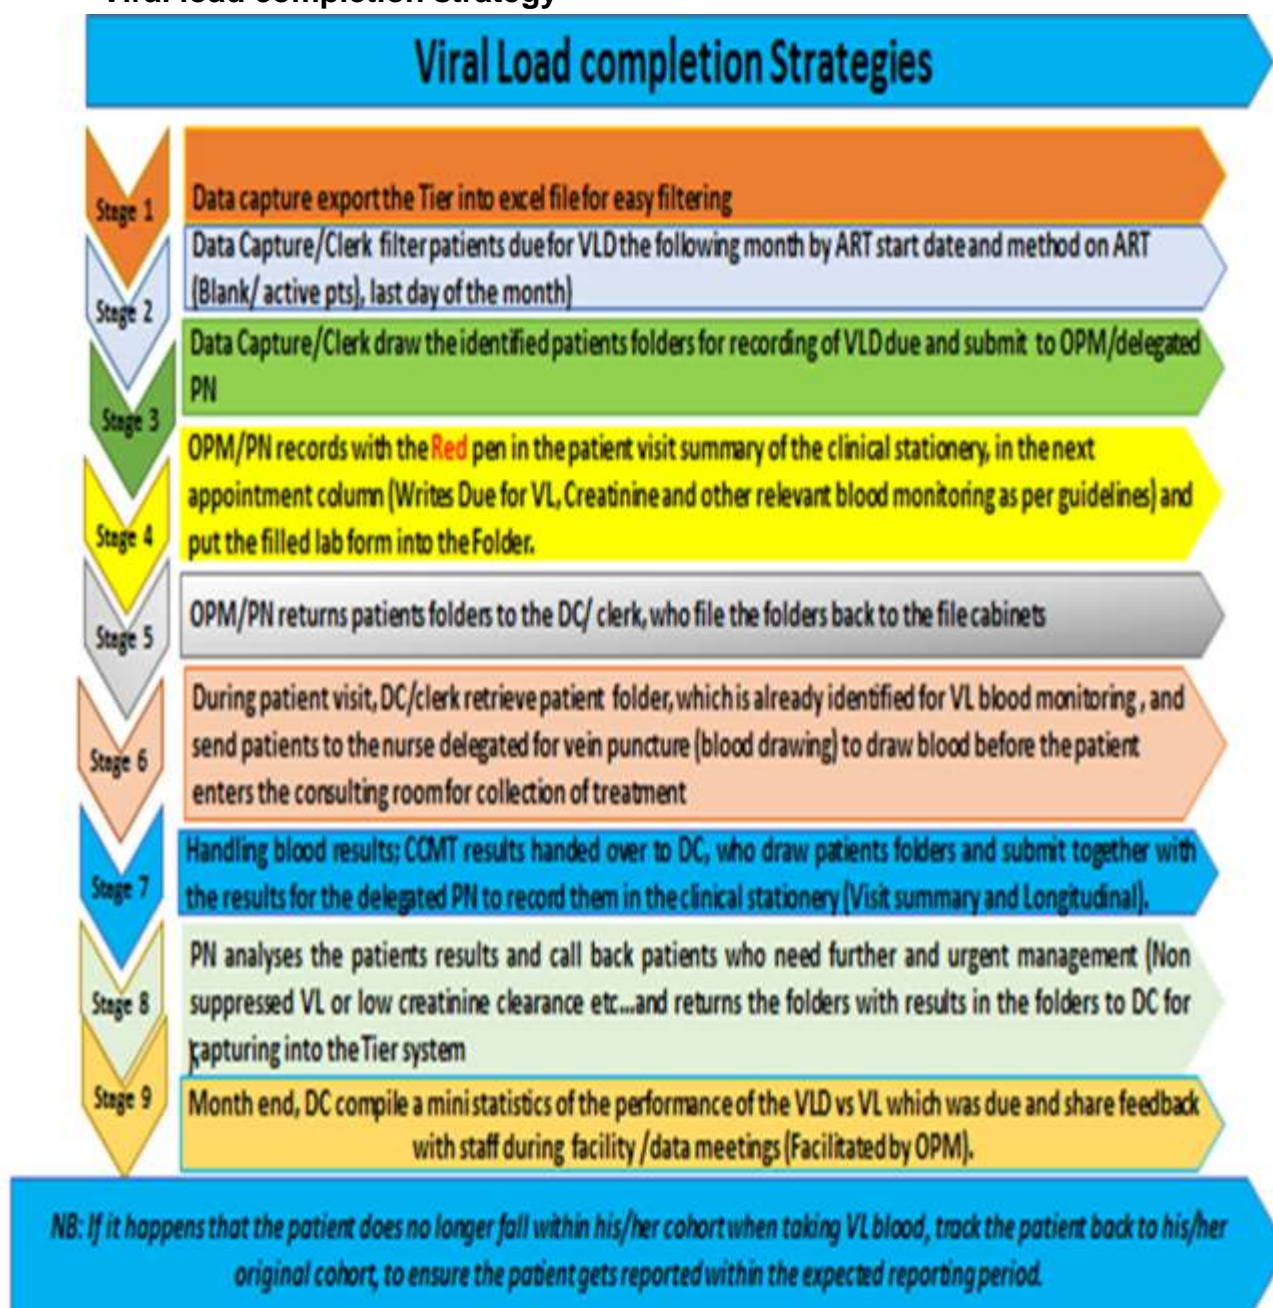 Viral load completion strategy
Viral Load completion Strategies
Stage 1
Data capture export the Tier into excel file for easy filtering
Stage 2
Data Capture/Clerk filter patients due for VLD the following month by ART start date and method on ART
(Blank/ active pts), last day of the month)
Stage 3
Data Capture/Clerk draw the identified patients folders for recording of VLD due and submit to OPM/delegated
PN
Stage 4
OPM/PN records with the Red pen in the patient visit summary of the clinical stationery, in the next
appointment column (Writes Due for VL, Creatinine and other relevant blood monitoring as per guidelines) and
put the filled lab form into the Folder.
Stage 5
OPM/PN returns patients folders to the DC/ clerk, who file the folders back to the file cabinets
Stage 6
During patient visit, DC/clerk retrieve patient folder, which is already identified for VL blood monitoring , and
send patients to the nurse delegated for vein puncture (blood drawing) to draw blood before the patient
enters the consulting room for collection of treatment
Stage 7
Handling blood results; CCMT results handed over to DC, who draw patients folders and submit together with
the results for the delegated PN to record them in the clinical stationery (Visit summary and Longitudinal).
Stage 8
PN analyses the patients results and call back patients who need further and urgent management (Non
suppressed VL or low creatinine clearance etc...and returns the folders with results in the folders to DC for
capturing into the Tier system
Stage 9
Month end, DC compile a mini statistics of the performance of the VLD vs VL which was due and share feedback
with staff during facility /data meetings (Facilitated by OPM).
NB: If it happens that the patient does no longer fall within his/her cohort when taking VL blood, track the patient back to his/her
original cohort, to ensure the patient gets reported within the expected reporting period.